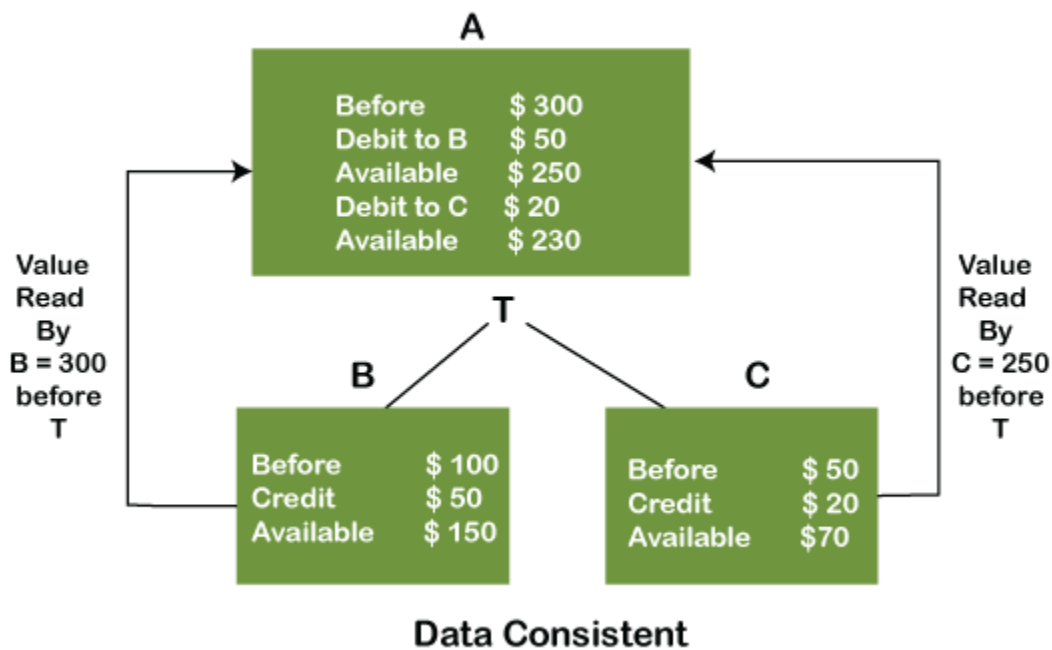 A
Before $ 300
Debit to B $ 50
Available $ 250
Debit to C $ 20
Available $ 230
Value
Read
By
B = 300
before
T
Value
Read
By
C = 250
before
T
T
B
Before $ 100
Credit $ 50
Available $ 150
C
Before $ 50
Credit $ 20
Available $70
Data Consistent